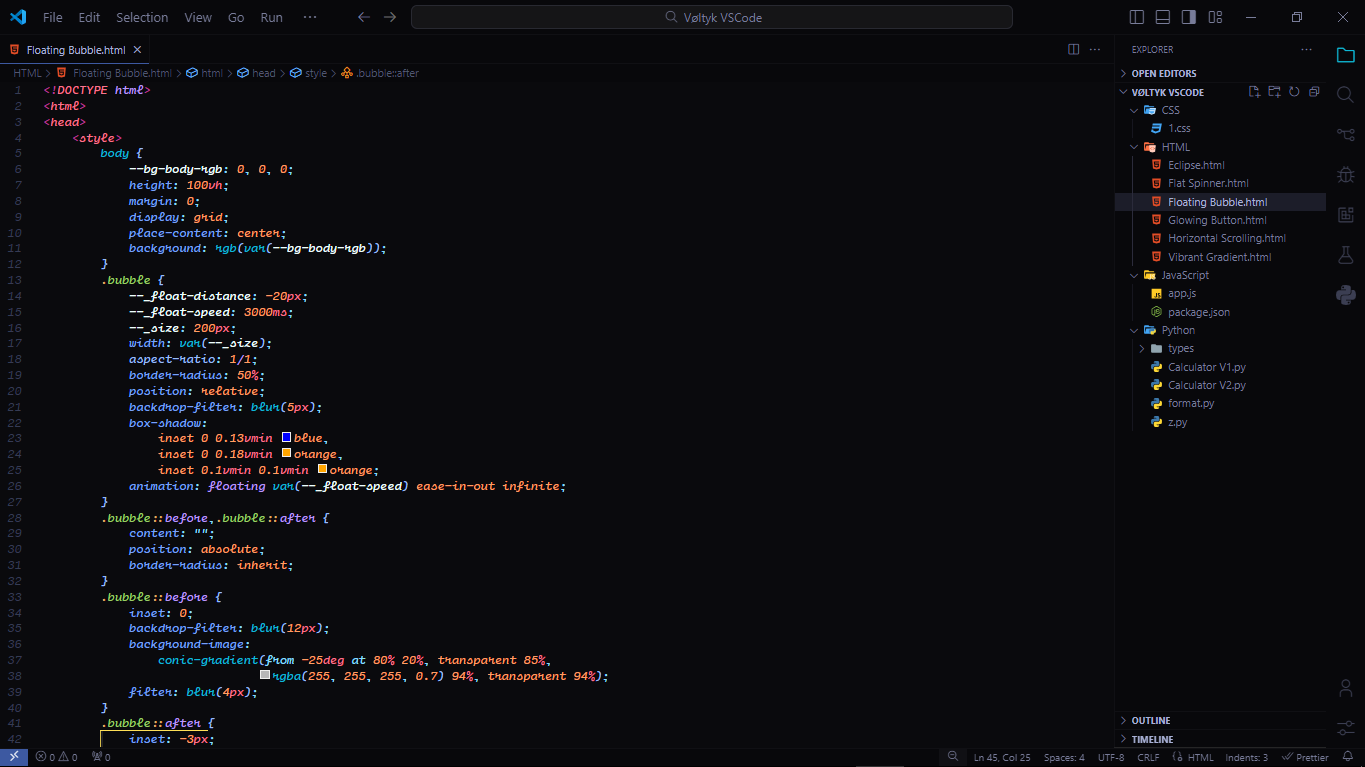 File Edit Selection View Go Run ··· Vøltyk VSCode
Floating Bubble.html
HTML > Floating Bubble.html > html > head > style > .bubble::after
1 <!DOCTYPE html>
2 <html>
3 <head>
4 <style>
5 body {
6 --bg-body-rgb: 0, 0, 0;
7 height: 100vh;
8 margin: 0;
9 display: grid;
10 place-content: center;
11 background: rgb(var(--bg-body-rgb));
12 }
13 .bubble {
14 --_float-distance: -20px;
15 --_float-speed: 3000ms;
16 --_size: 200px;
17 width: var(--_size);
18 aspect-ratio: 1/1;
19 border-radius: 50%;
20 position: relative;
21 backdrop-filter: blur(5px);
22 box-shadow:
23 inset 0 0.13vmin blue,
24 inset 0 0.18vmin orange,
25 inset 0.1vmin 0.1vmin orange;
26 animation: floating var(--_float-speed) ease-in-out infinite;
27 }
28 .bubble::before,.bubble::after {
29 content: "";
30 position: absolute;
31 border-radius: inherit;
32 }
33 .bubble::before {
34 inset: 0;
35 backdrop-filter: blur(12px);
36 background-image:
37 conic-gradient(from -25deg at 80% 20%, transparent 85%,
38 rgba(255, 255, 255, 0.7) 94%, transparent 94%);
39 filter: blur(4px);
40 }
41 .bubble::after {
42 inset: -3px;
EXPLORER
OPEN EDITORS
VØLTYK VSCODE
CSS
1.css
HTML
Eclipse.html
Flat Spinner.html
Floating Bubble.html
Glowing Button.html
Horizontal Scrolling.html
Vibrant Gradient.html
JavaScript
app.js
package.json
Python
types
Calculator V1.py
Calculator V2.py
format.py
z.py
OUTLINE
TIMELINE
0 0 0 Ln 45, Col 25 Spaces: 4 UTF-8 CRLF HTML Indents: 3 Prettier